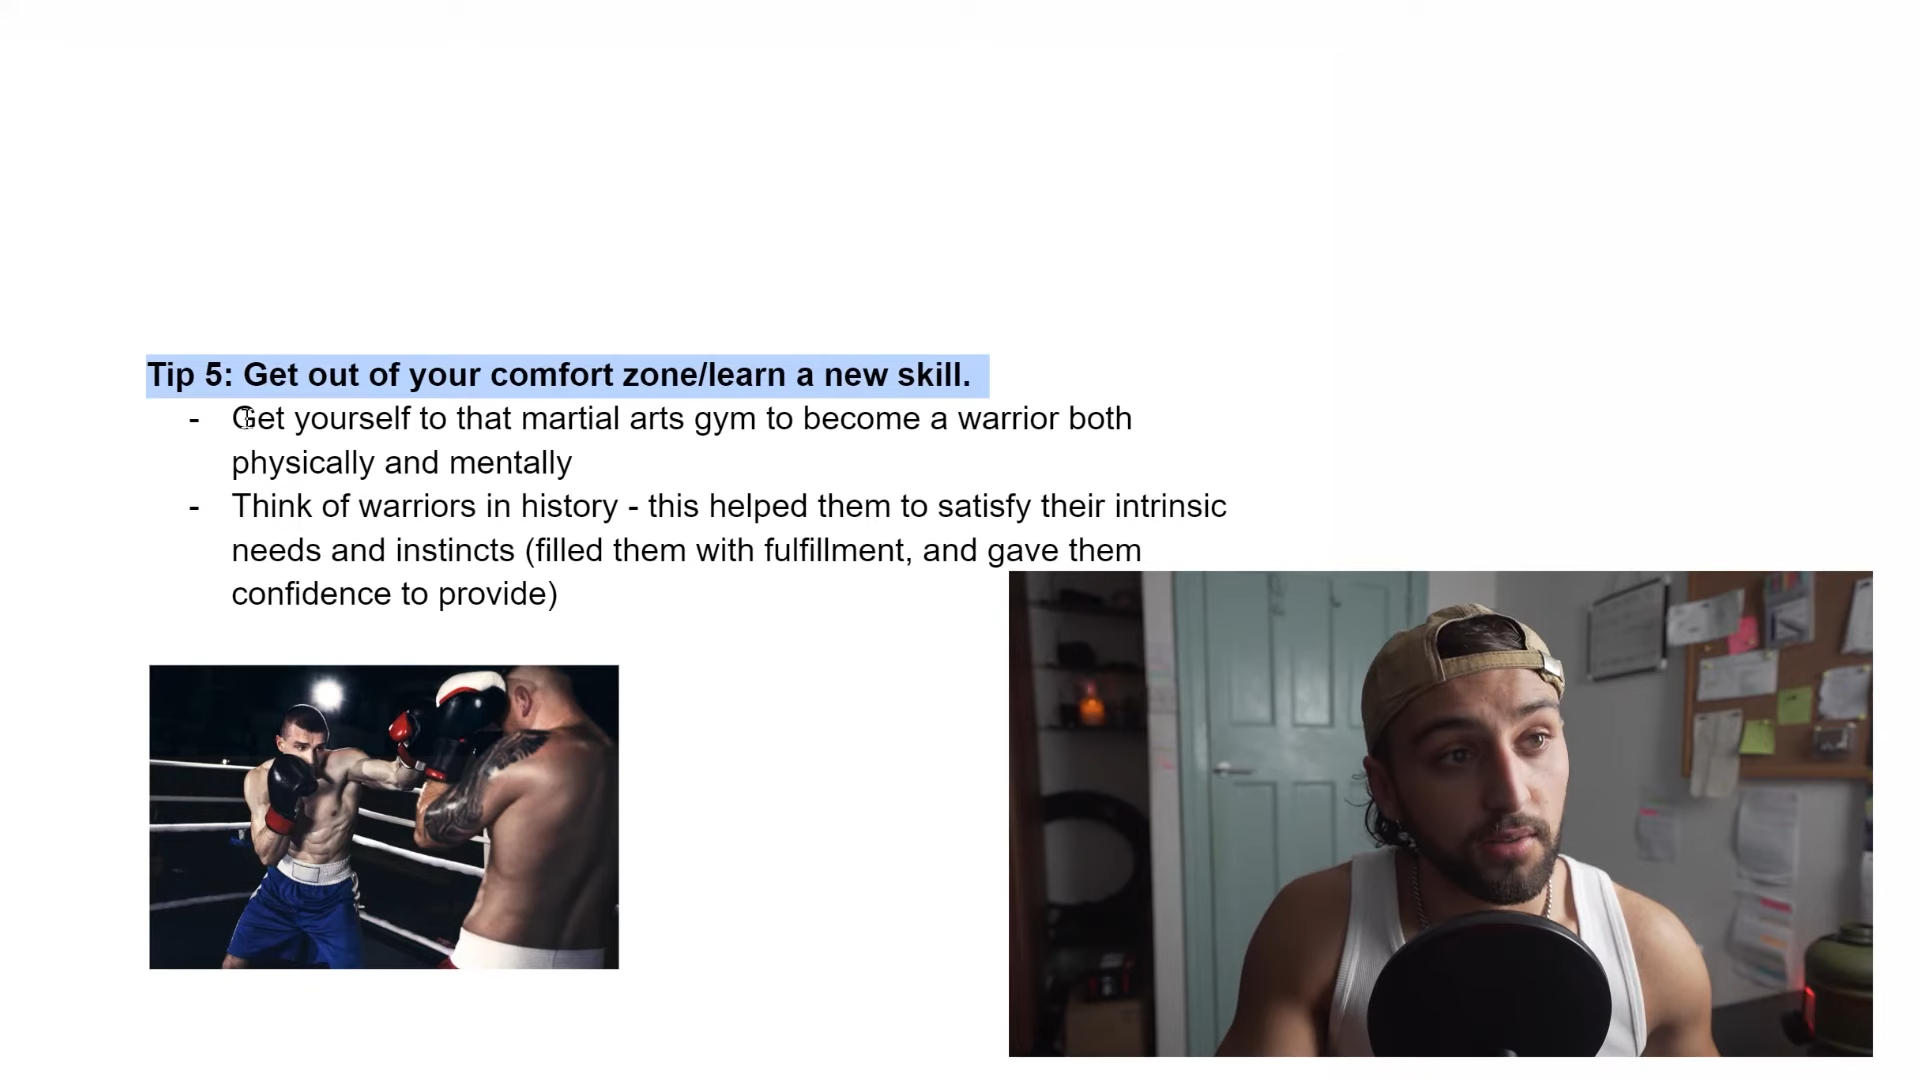 Tip 5: Get out of your comfort zone/learn a new skill.
- Get yourself to that martial arts gym to become a warrior both
physically and mentally
- Think of warriors in history - this helped them to satisfy their intrinsic
needs and instincts (filled them with fulfillment, and gave them
confidence to provide)